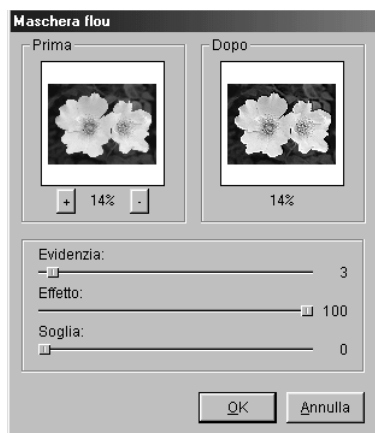 Maschera flou
Prima
Dopo
+ 14% -
14%
Evidenzia:
3
Effetto:
100
Soglia:
0
OK
Annulla